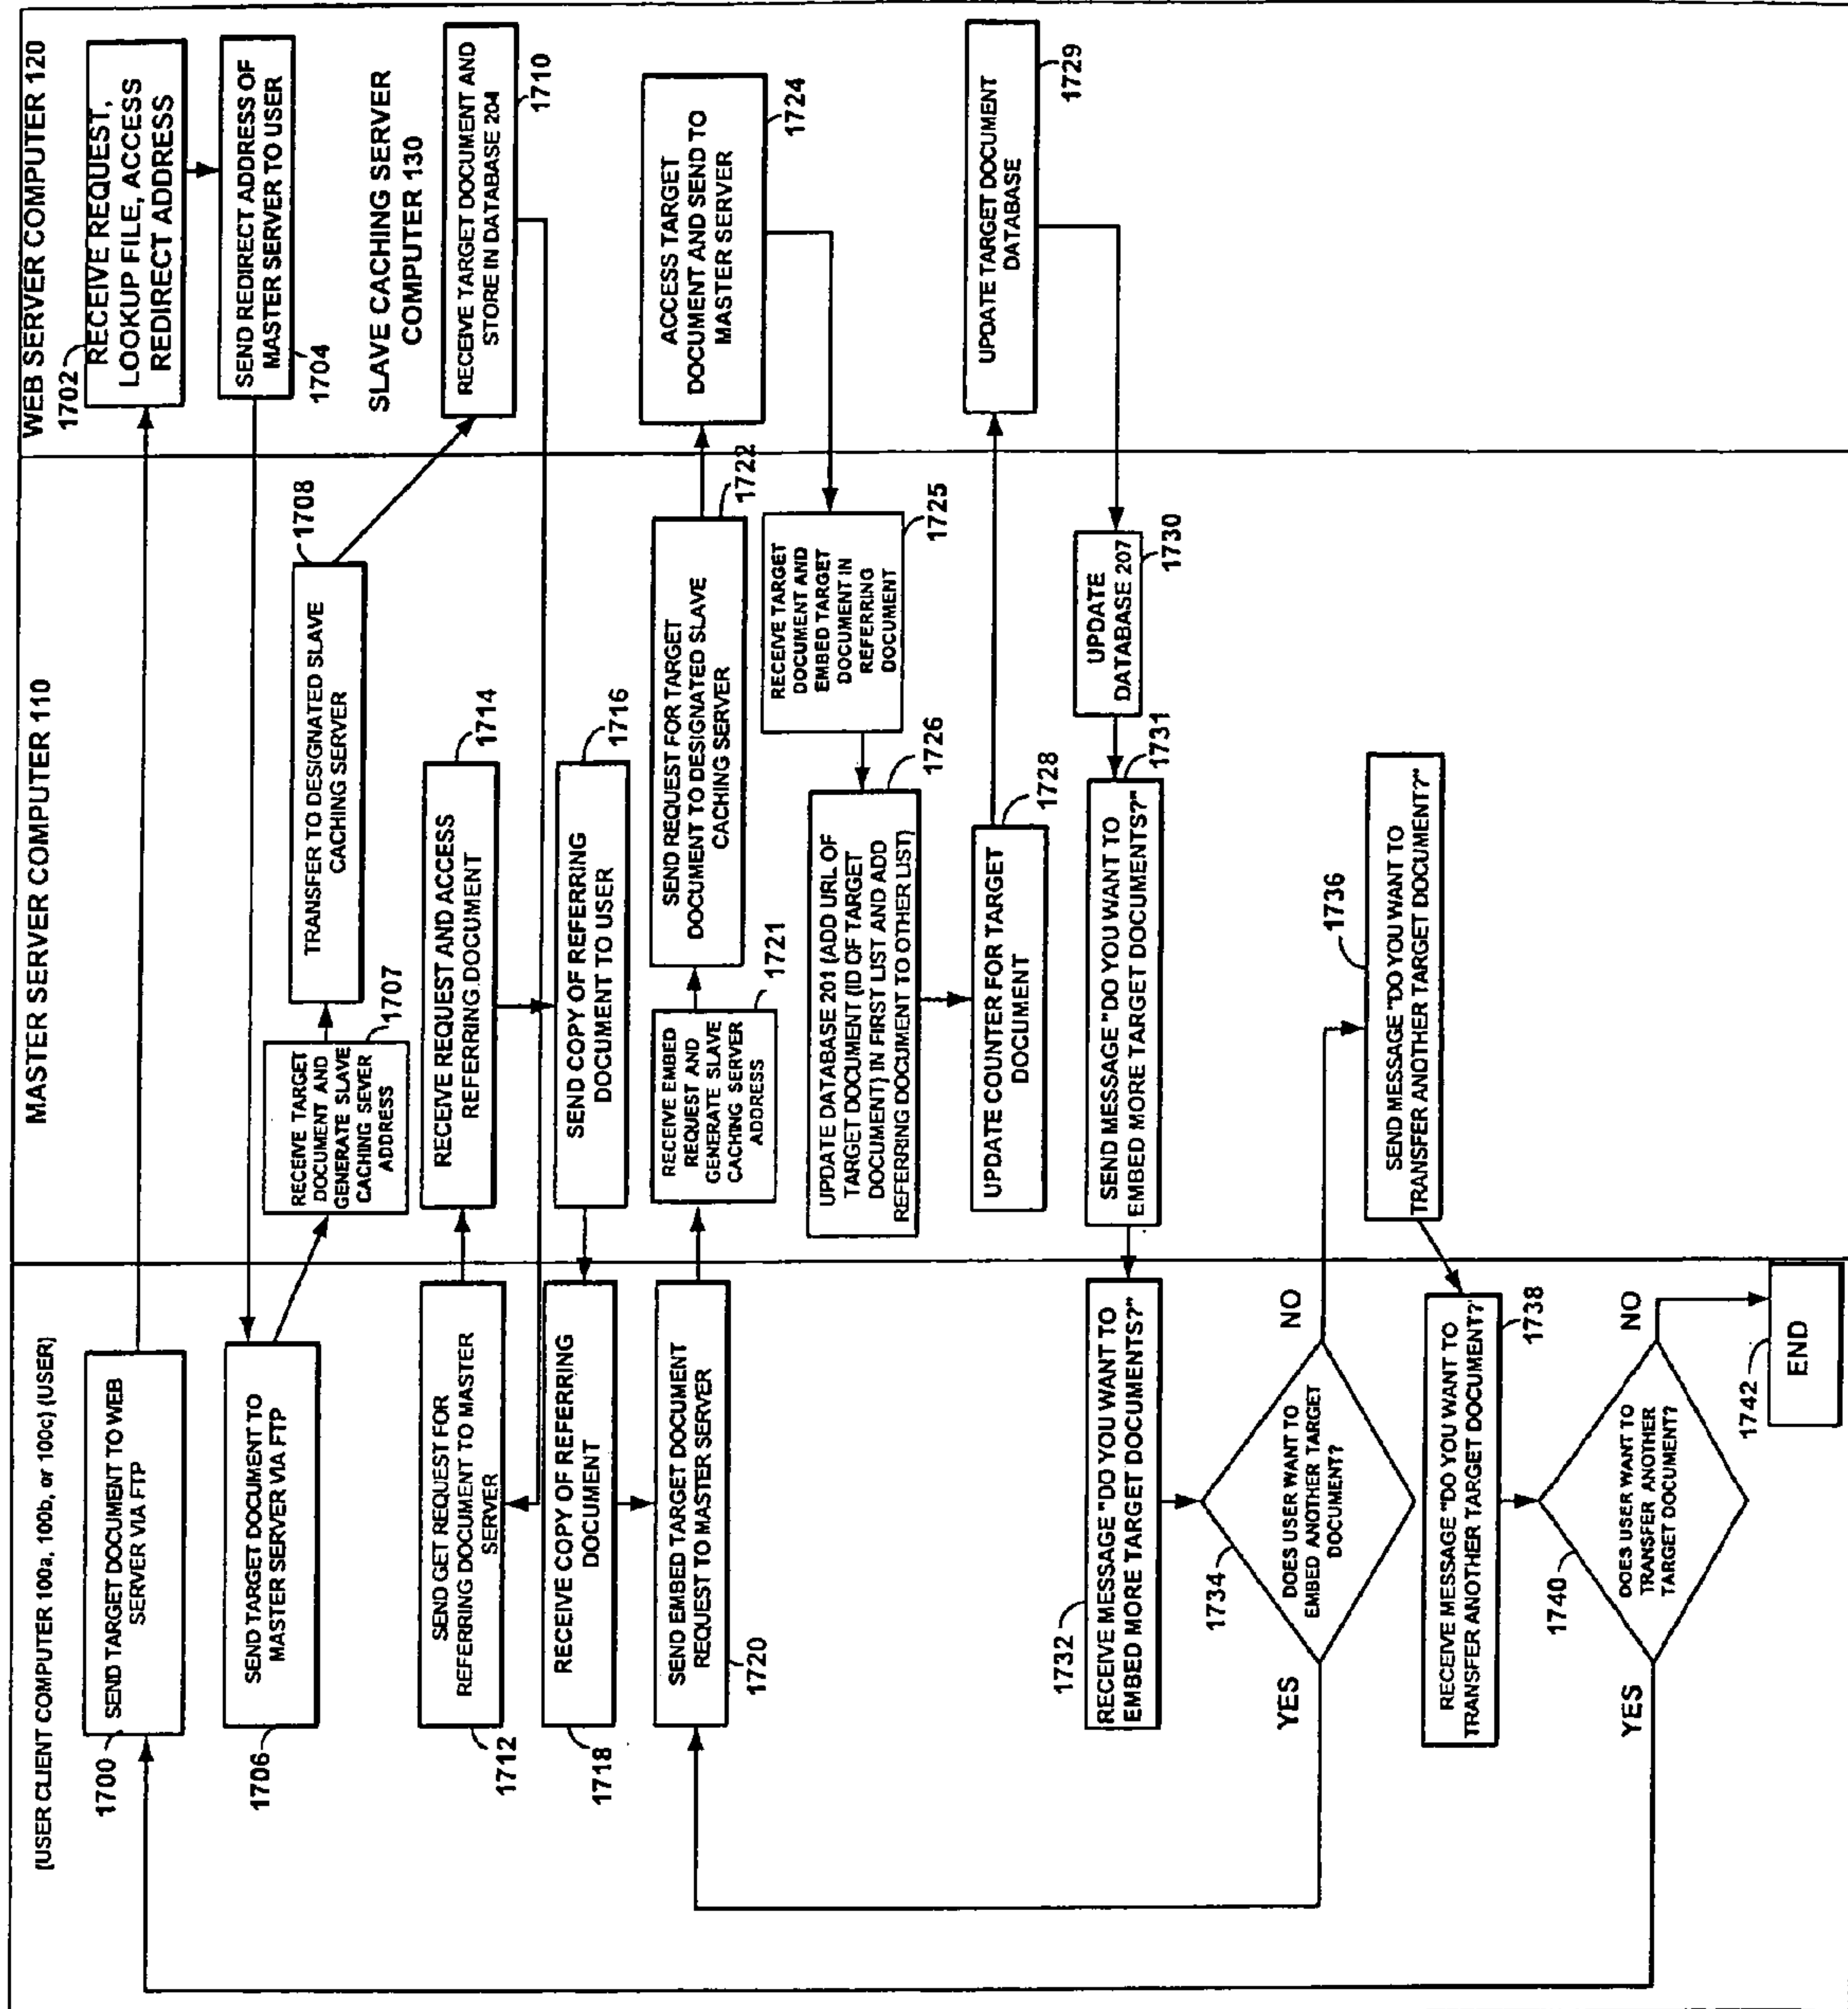 [USER CLIENT COMPUTER 100a, 100b, or 100c) (USER]
MASTER SERVER COMPUTER 110
WEB SERVER COMPUTER 120
1700
SEND TARGET DOCUMENT TO WEB
SERVER VIA FTP
1702
RECEIVE REQUEST,
LOOKUP FILE, ACCESS
REDIRECT ADDRESS
SEND REDIRECT ADDRESS OF
MASTER SERVER TO USER
1704
SEND TARGET DOCUMENT TO
MASTER SERVER VIA FTP
1706
RECEIVE TARGET
DOCUMENT AND
GENERATE SLAVE
CACHING SEVER
ADDRESS
1707
TRANSFER TO DESIGNATED SLAVE
CACHING SERVER
1708
SLAVE CACHING SERVER
COMPUTER 130
RECEIVE TARGET DOCUMENT AND
STORE IN DATABASE 204
1710
SEND GET REQUEST FOR
REFERRING DOCUMENT TO MASTER
SERVER
1712
RECEIVE REQUEST AND ACCESS
REFERRING DOCUMENT
1714
SEND COPY OF REFERRING
DOCUMENT TO USER
1716
RECEIVE COPY OF REFERRING
DOCUMENT
1718
SEND EMBED TARGET DOCUMENT
REQUEST TO MASTER SERVER
1720
RECEIVE EMBED
REQUEST AND
GENERATE SLAVE
CACHING SERVER
ADDRESS
1721
SEND REQUEST FOR TARGET
DOCUMENT TO DESIGNATED SLAVE
CACHING SERVER
1722
ACCESS TARGET
DOCUMENT AND SEND TO
MASTER SERVER
1724
RECEIVE TARGET
DOCUMENT AND
EMBED TARGET
DOCUMENT IN
REFERRING
DOCUMENT
1725
UPDATE DATABASE 201 (ADD URL OF
TARGET DOCUMENT (ID OF TARGET
DOCUMENT) IN FIRST LIST AND ADD
REFERRING DOCUMENT TO OTHER LIST)
1726
UPDATE COUNTER FOR TARGET
DOCUMENT
1728
UPDATE TARGET DOCUMENT
DATABASE
1729
UPDATE
DATABASE 207
1730
SEND MESSAGE "DO YOU WANT TO
EMBED MORE TARGET DOCUMENTS?"
1731
1732
RECEIVE MESSAGE "DO YOU WANT TO
EMBED MORE TARGET DOCUMENTS?"
1734
DOES USER WANT TO
EMBED ANOTHER TARGET
DOCUMENT?
YES
NO
1736
SEND MESSAGE "DO YOU WANT TO
TRANSFER ANOTHER TARGET DOCUMENT?"
RECEIVE MESSAGE "DO YOU WANT TO
TRANSFER ANOTHER TARGET DOCUMENT?'
1738
1740
DOES USER WANT TO
TRANSFER ANOTHER
TARGET DOCUMENT?
YES
NO
1742
END